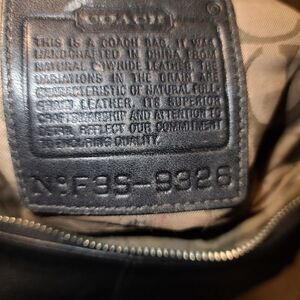 COACH
THIS IS A COACH BAG. IT WAS
HANDCRAFTED IN CHINA FROM
NATURAL COWHIDE LEATHER. THE
VARIATIONS IN THE GRAIN ARE
CHARACTERISTIC OF NATURAL FULL
GRAIN LEATHER. ITS SUPERIOR
CRAFTSMANSHIP AND ATTENTION TO
DETAIL REFLECT OUR COMMITMENT
TO ENDURING QUALITY.
Nº F3S-9326